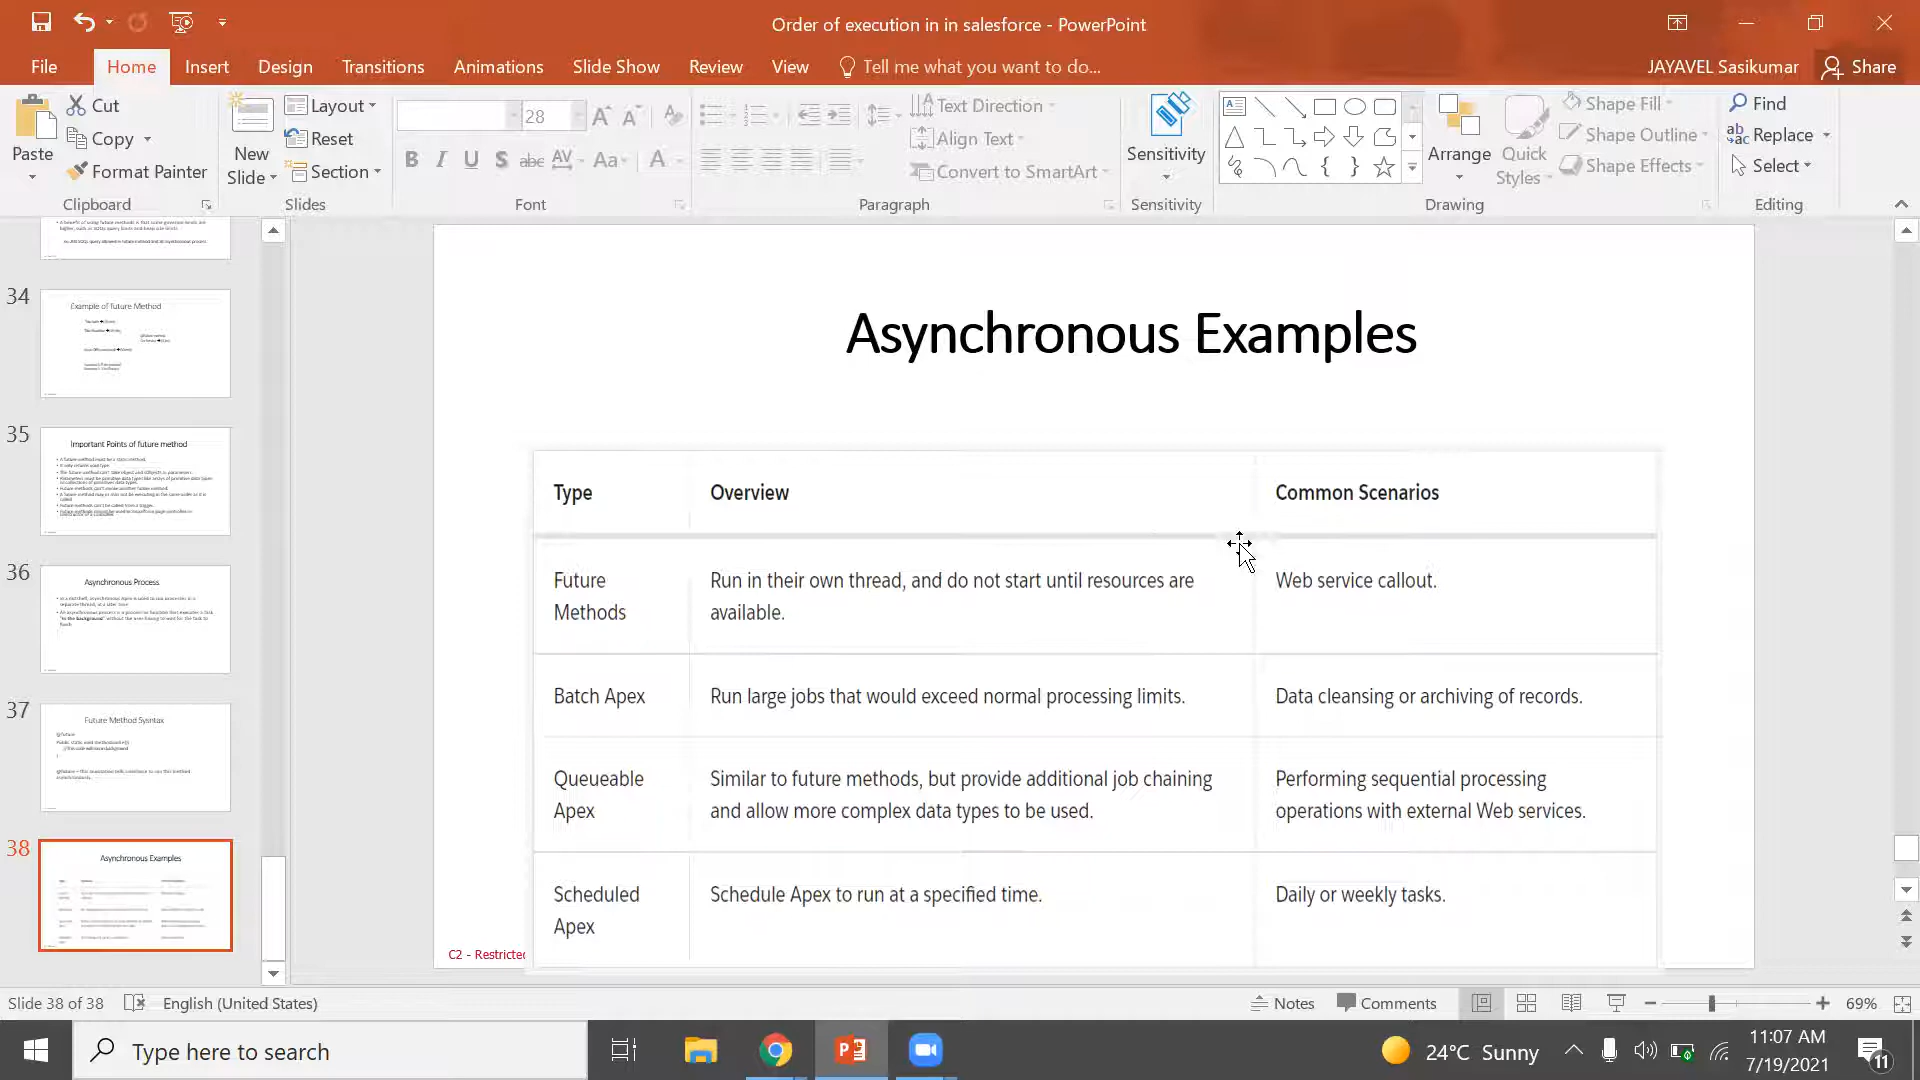 Order of execution in in salesforce - PowerPoint
File Home Insert Design Transitions Animations Slide Show Review View Tell me what you want to do... JAYAVEL Sasikumar Share
Paste
Cut
Copy
Format Painter
Clipboard
New
Slide
Layout
Reset
Section
Slides
28
B I U S abc AV Aa A
Font
Text Direction
Align Text
Convert to SmartArt
Paragraph
Sensitivity
Sensitivity
Arrange
Quick
Styles
Shape Fill
Shape Outline
Shape Effects
Drawing
Find
Replace
Select
Editing
34
Example of Future Method
35
Important Points of future method
36
Asynchronous Process
37
Future Method Sysntax
38
Asynchronous Examples
Asynchronous Examples
Type Overview Common Scenarios
Future
Methods
Run in their own thread, and do not start until resources are
available.
Web service callout.
Batch Apex Run large jobs that would exceed normal processing limits. Data cleansing or archiving of records.
Queueable
Apex
Similar to future methods, but provide additional job chaining
and allow more complex data types to be used.
Performing sequential processing
operations with external Web services.
Scheduled
Apex
Schedule Apex to run at a specified time.
Daily or weekly tasks.
C2 - Restricted
Slide 38 of 38 English (United States) Notes Comments 69%
Type here to search
24°C Sunny
11:07 AM
7/19/2021
11